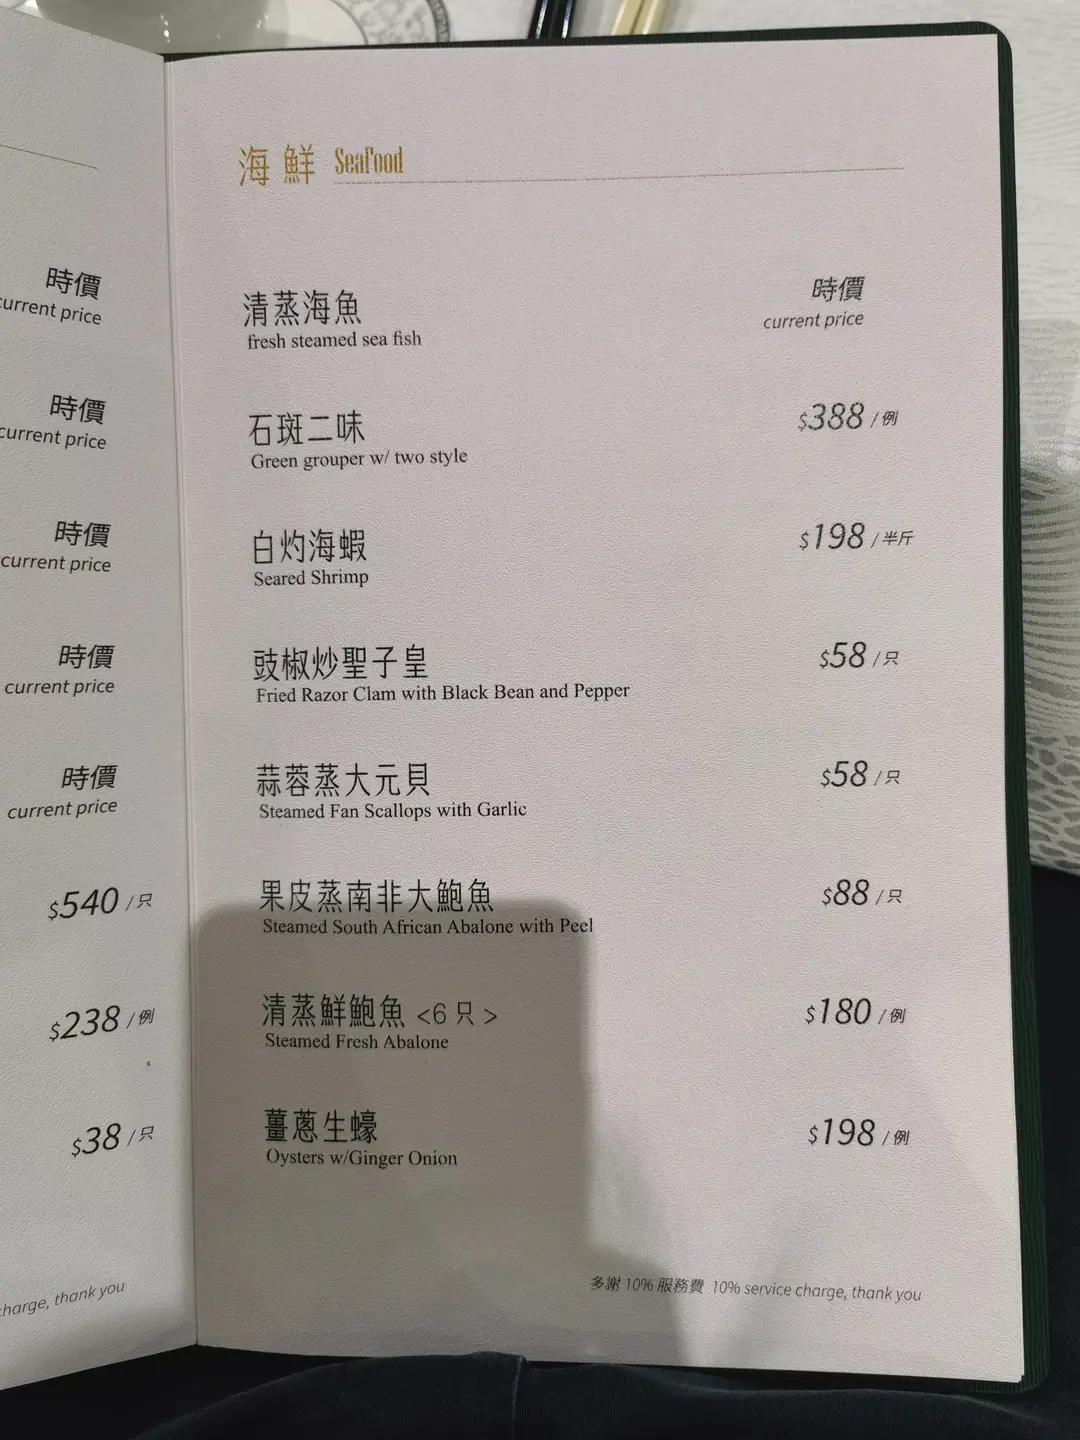 時價
current price
時價
current price
時價
current price
時價
current price
時價
current price
$540 / 只
$238 / 例
$38 / 只
charge, thank you
海鮮 Seafood
清蒸海魚 時價
fresh steamed sea fish current price
石斑二味 $388 / 例
Green grouper w/ two style
白灼海蝦 $198 / 半斤
Seared Shrimp
豉椒炒聖子皇 $58 / 只
Fried Razor Clam with Black Bean and Pepper
蒜蓉蒸大元貝 $58 / 只
Steamed Fan Scallops with Garlic
果皮蒸南非大鮑魚 $88 / 只
Steamed South African Abalone with Peel
清蒸鮮鮑魚 <6 只 > $180 / 例
Steamed Fresh Abalone
薑蔥生蠔 $198 / 例
Oysters w/Ginger Onion
多謝 10% 服務費 10% service charge, thank you